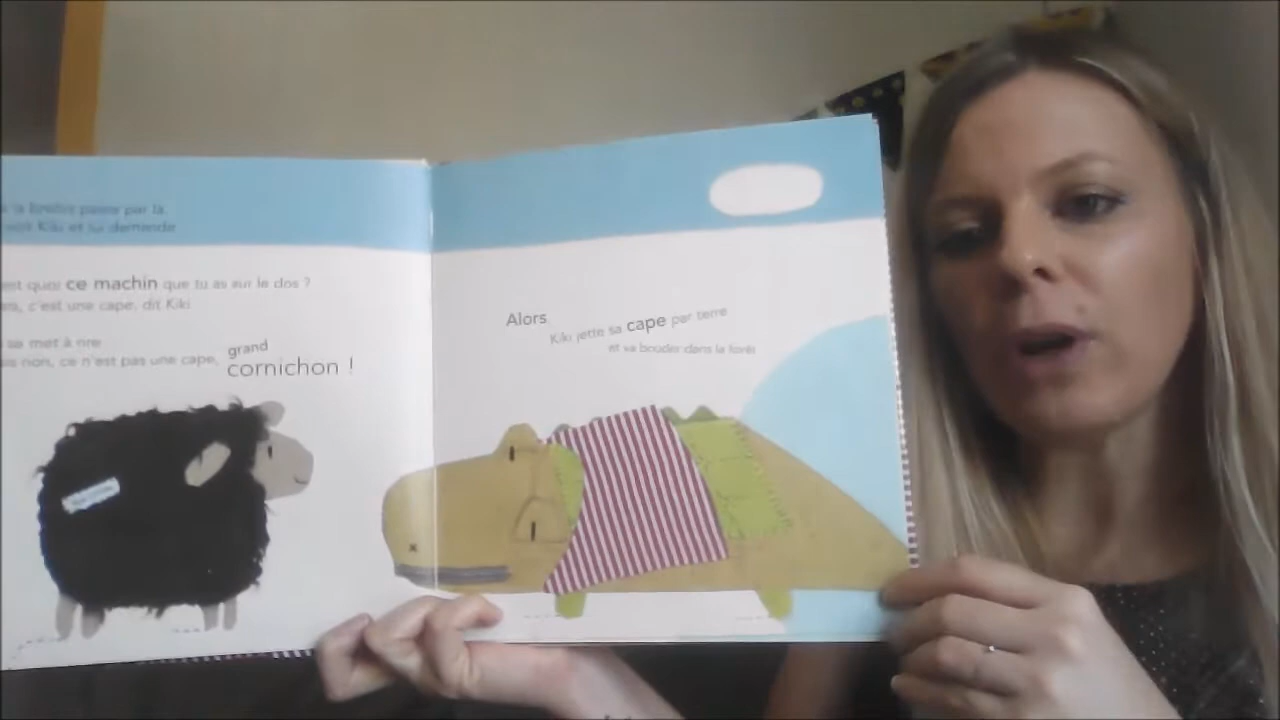 la brebis passe par là.
voit Kiki et lui demande
est quoi ce machin que tu as sur le dos ?
c'est une cape, dit Kiki.
se met à rire
non, ce n'est pas une cape, grand
cornichon !
Alors
Kiki jette sa cape par terre
et va bouder dans la forêt